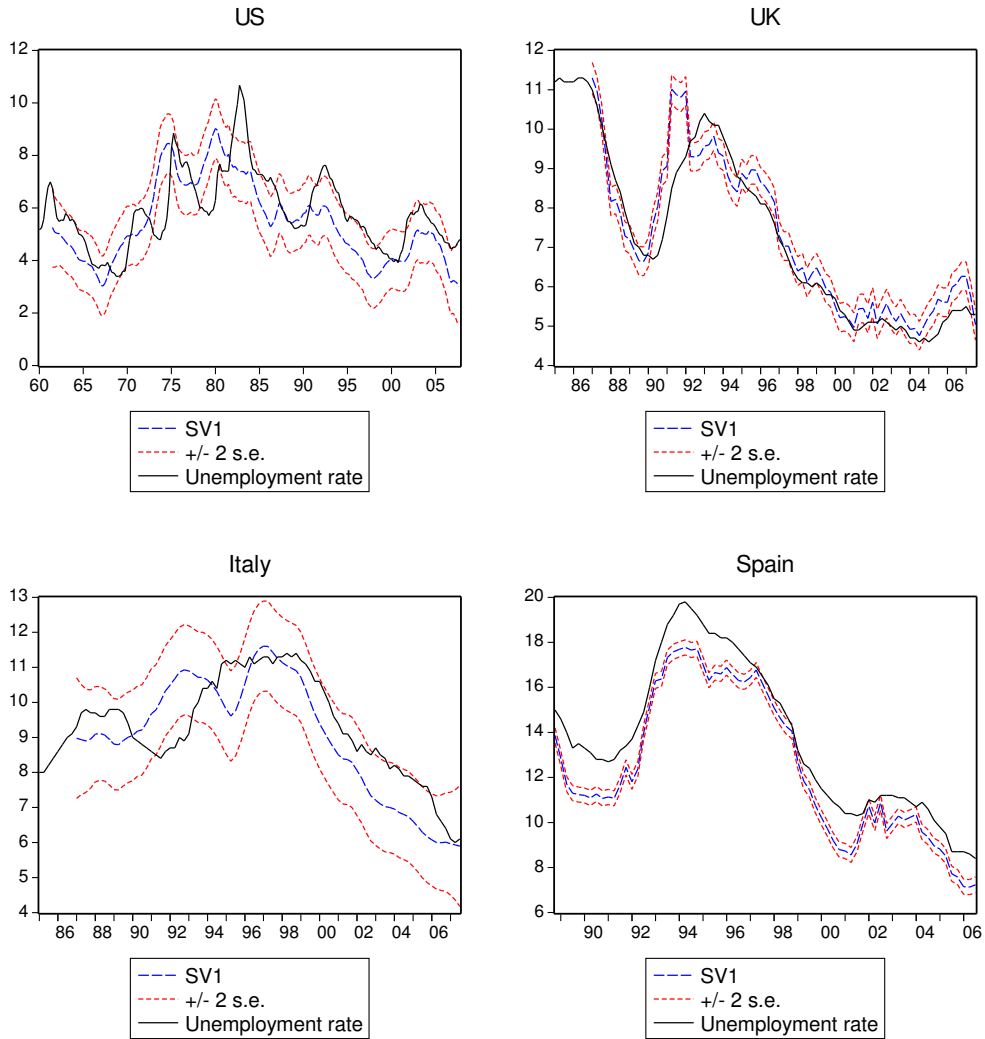 US
12
10
8
6
4
2
0
60 65 70 75 80 85 90 95 00 05
SV1
+/- 2 s.e.
Unemployment rate
UK
12
11
10
9
8
7
6
5
4
86 88 90 92 94 96 98 00 02 04 06
SV1
+/- 2 s.e.
Unemployment rate
Italy
13
12
11
10
9
8
7
6
5
4
86 88 90 92 94 96 98 00 02 04 06
SV1
+/- 2 s.e.
Unemployment rate
Spain
20
18
16
14
12
10
8
6
90 92 94 96 98 00 02 04 06
SV1
+/- 2 s.e.
Unemployment rate